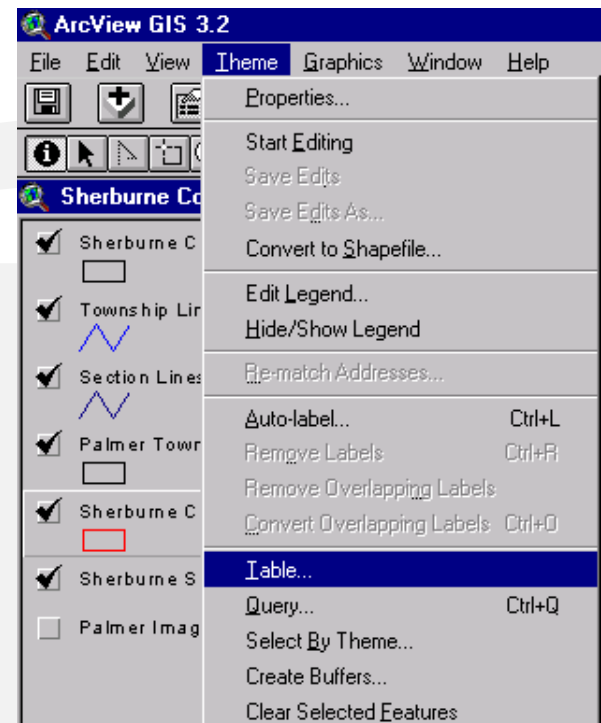 ArcView GIS 3.2
File Edit View Theme Graphics Window Help
Properties...
Start Editing
Sherburne Co
Save Edits
Save Edits As...
Sherburne C
Convert to Shapefile...
Edit Legend...
Township Lin
Hide/Show Legend
Section Lines
Re-match Addresses...
Auto-label... Ctrl+L
Palmer Town
Remove Labels Ctrl+R
Remove Overlapping Labels
Sherburne C
Convert Overlapping Labels Ctrl+O
Table...
Sherburne S
Query... Ctrl+Q
Palmer Imag
Select By Theme...
Create Buffers...
Clear Selected Features